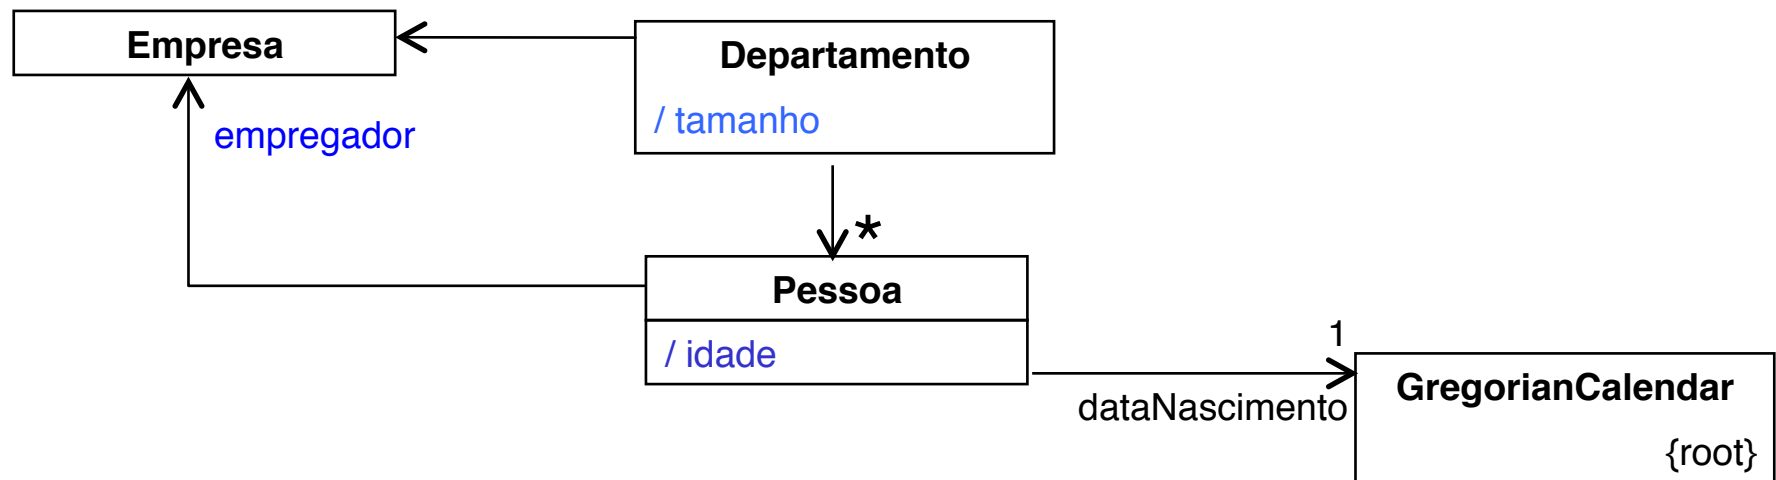 Empresa
Departamento
/ tamanho
empregador
*
Pessoa
/ idade
1
dataNascimento
GregorianCalendar
{root}